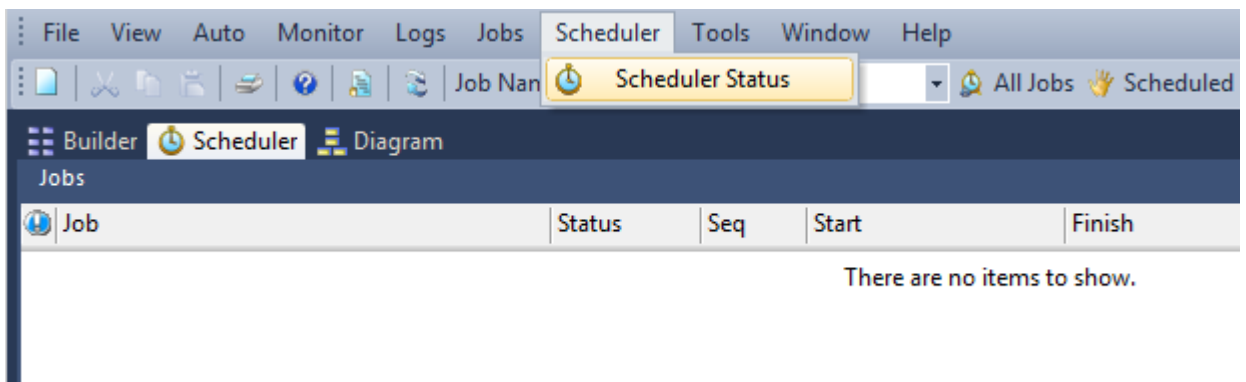 File View Auto Monitor Logs Jobs Scheduler Tools Window Help
Job Nan Scheduler Status All Jobs Scheduled
Builder Scheduler Diagram
Jobs
Job Status Seq Start Finish
There are no items to show.